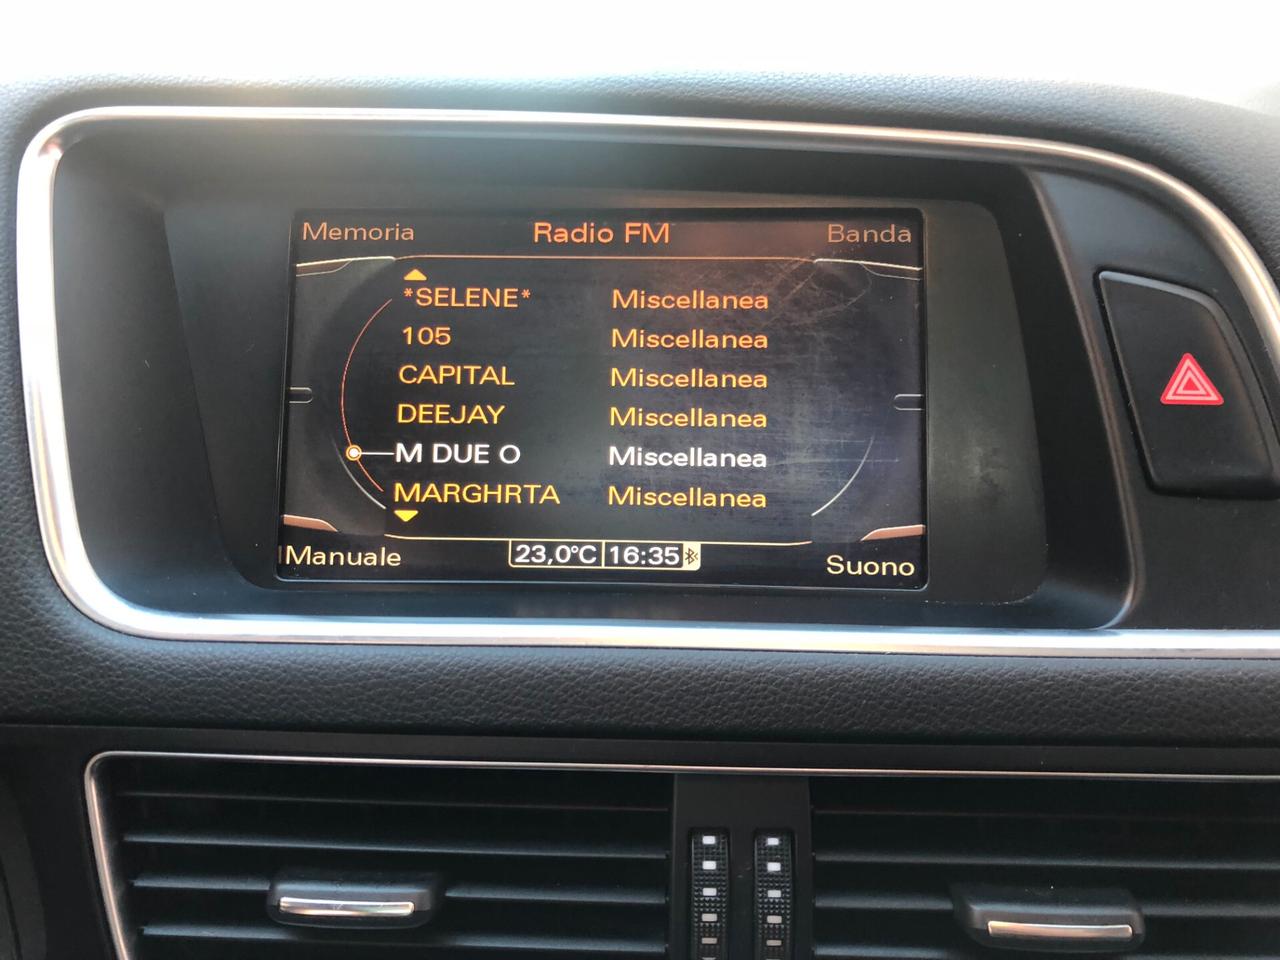 Memoria Radio FM Banda
*SELENE* Miscellanea
105 Miscellanea
CAPITAL Miscellanea
DEEJAY Miscellanea
M DUE O Miscellanea
MARGHRTA Miscellanea
Manuale 23,0°C 16:35 Suono